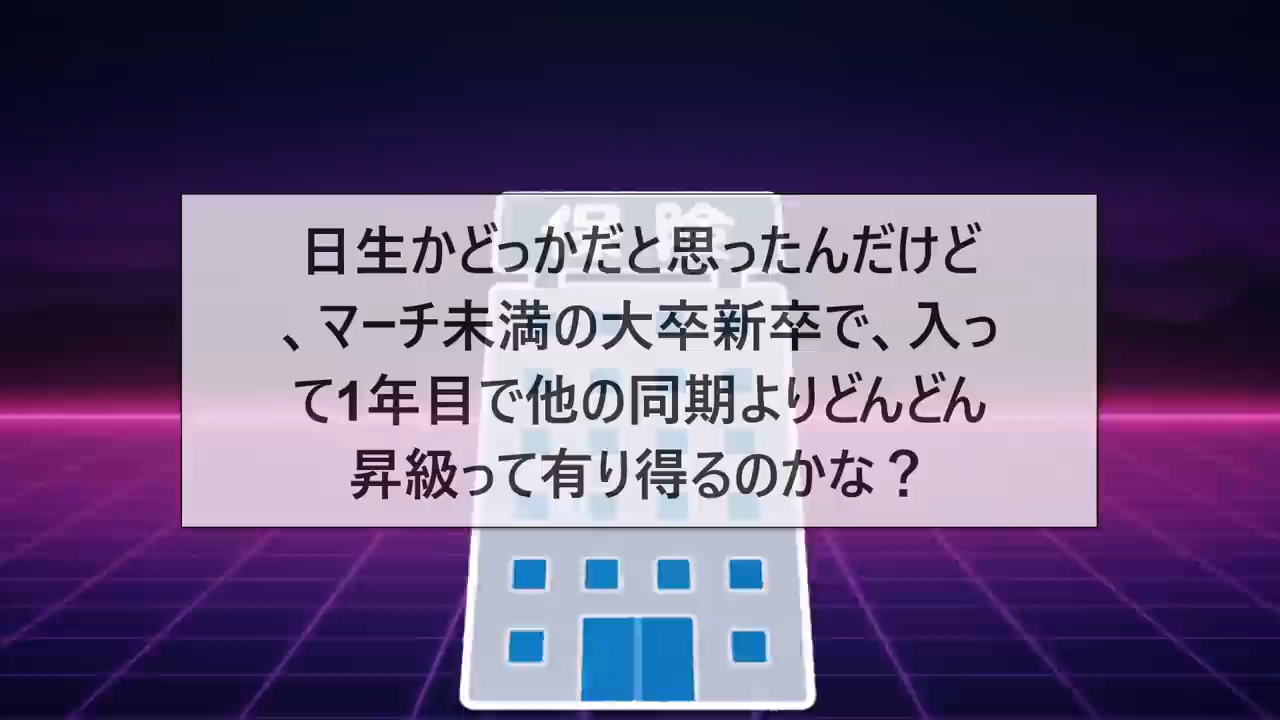 保険
日生かどっかだと思ったんだけど
、マーチ未満の大卒新卒で、入っ
て1年目で他の同期よりどんどん
昇級って有り得るのかな？